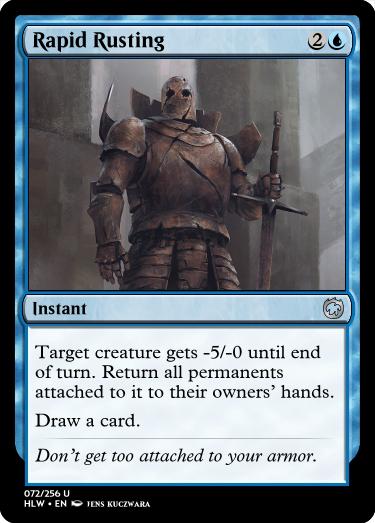 Rapid Rusting 2
Instant
Target creature gets -5/-0 until end
of turn. Return all permanents
attached to it to their owners' hands.
Draw a card.
Don't get too attached to your armor.
072/256 U
HLW • EN JENS KUCZWARA